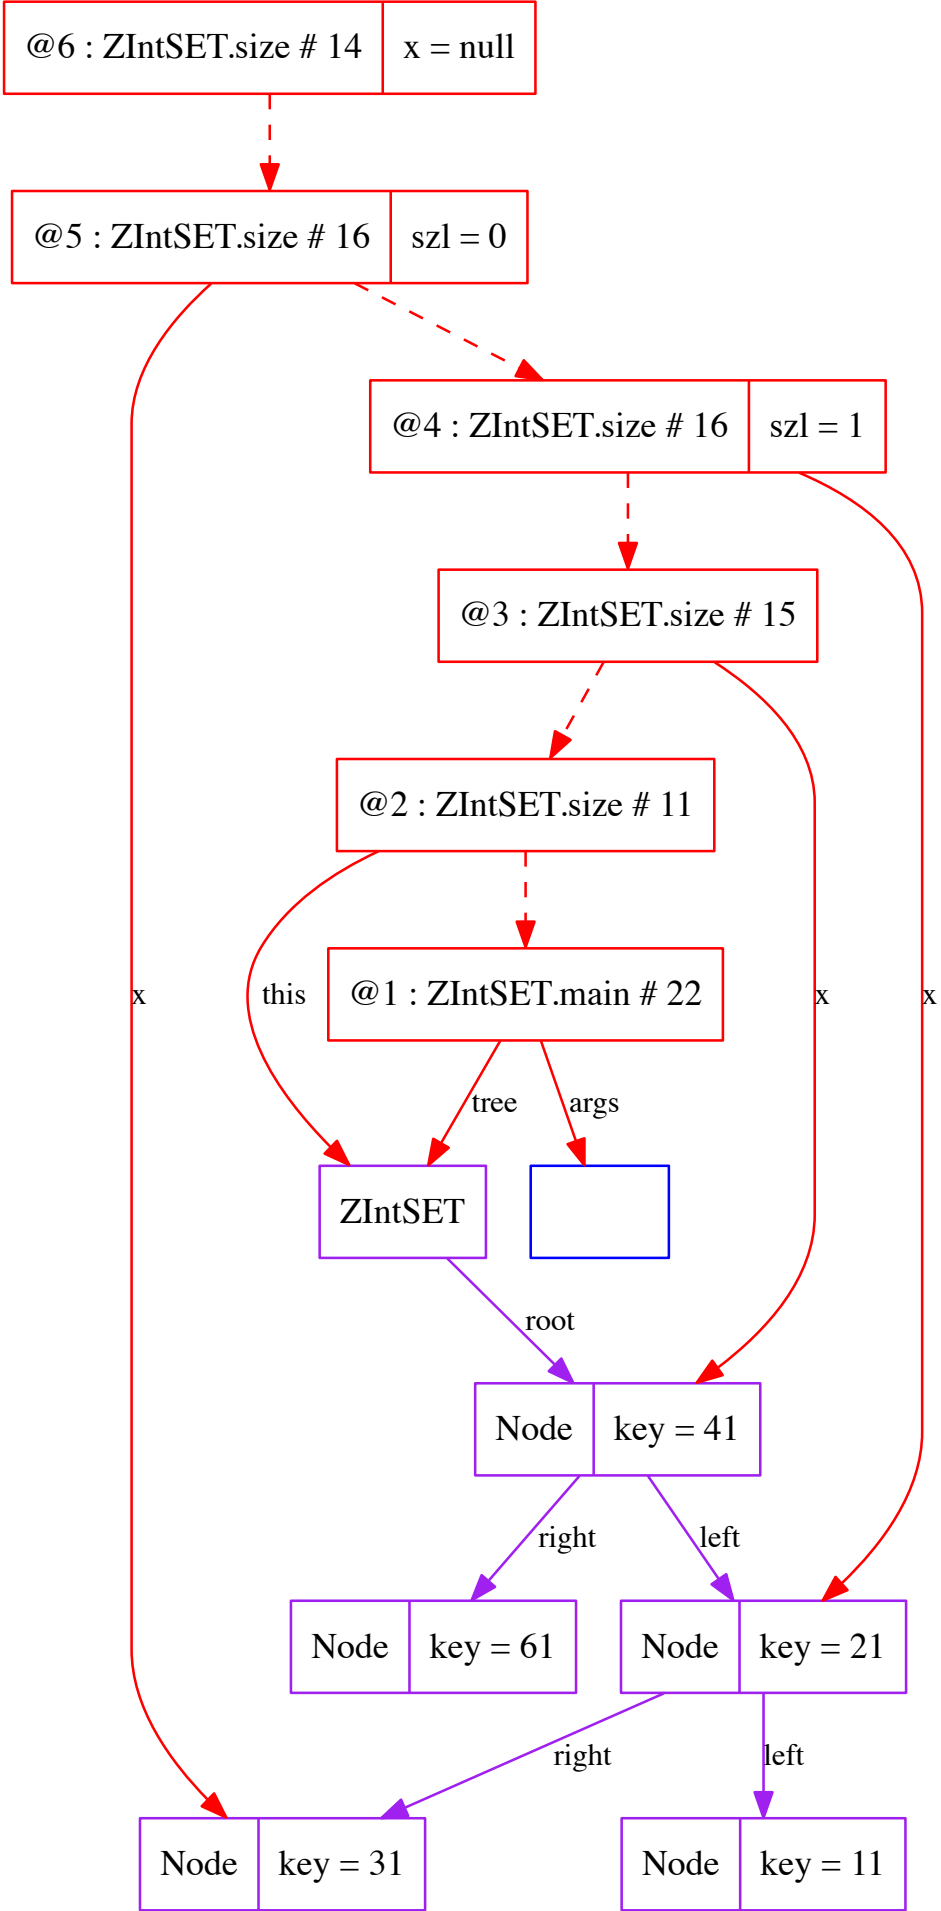 @6 : ZIntSET.size # 14 x = null
@5 : ZIntSET.size # 16 szl = 0
@4 : ZIntSET.size # 16 szl = 1
@3 : ZIntSET.size # 15
@2 : ZIntSET.size # 11
x this @1 : ZIntSET.main # 22 x x
tree args
ZIntSET
root
Node key = 41
right left
Node key = 61 Node key = 21
right left
Node key = 31 Node key = 11